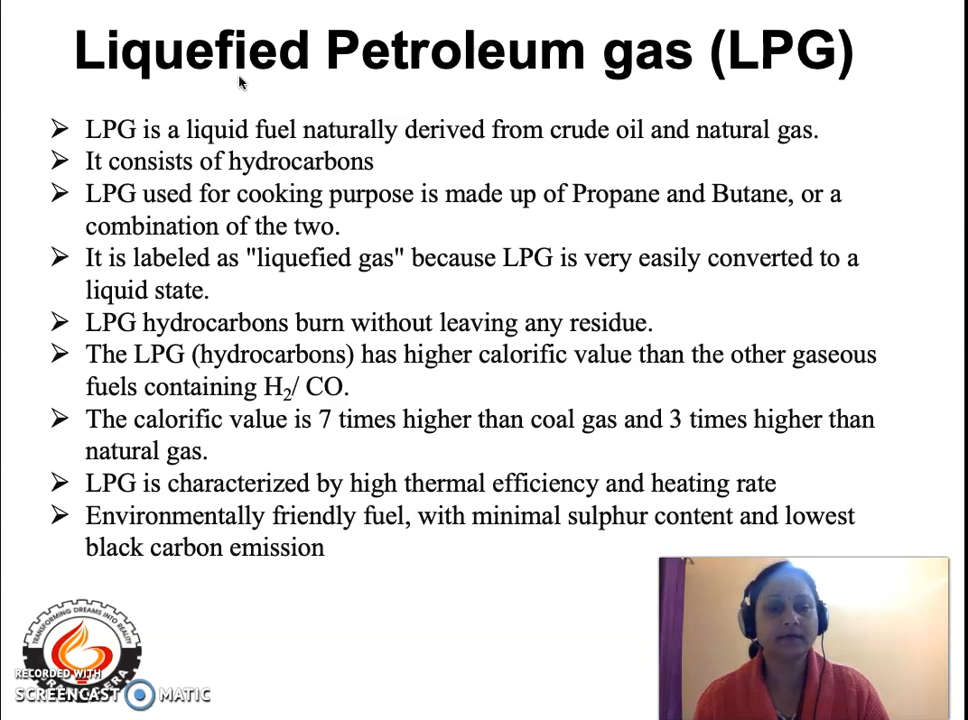 Liquefied Petroleum gas (LPG)
➢ LPG is a liquid fuel naturally derived from crude oil and natural gas.
➢ It consists of hydrocarbons
➢ LPG used for cooking purpose is made up of Propane and Butane, or a
combination of the two.
➢ It is labeled as "liquefied gas" because LPG is very easily converted to a
liquid state.
➢ LPG hydrocarbons burn without leaving any residue.
➢ The LPG (hydrocarbons) has higher calorific value than the other gaseous
fuels containing H₂/ CO.
➢ The calorific value is 7 times higher than coal gas and 3 times higher than
natural gas.
➢ LPG is characterized by high thermal efficiency and heating rate
➢ Environmentally friendly fuel, with minimal sulphur content and lowest
black carbon emission
TRANSFORMING DREAMS INTO REALITY
RECORDED WITH
SCREENCAST MATIC